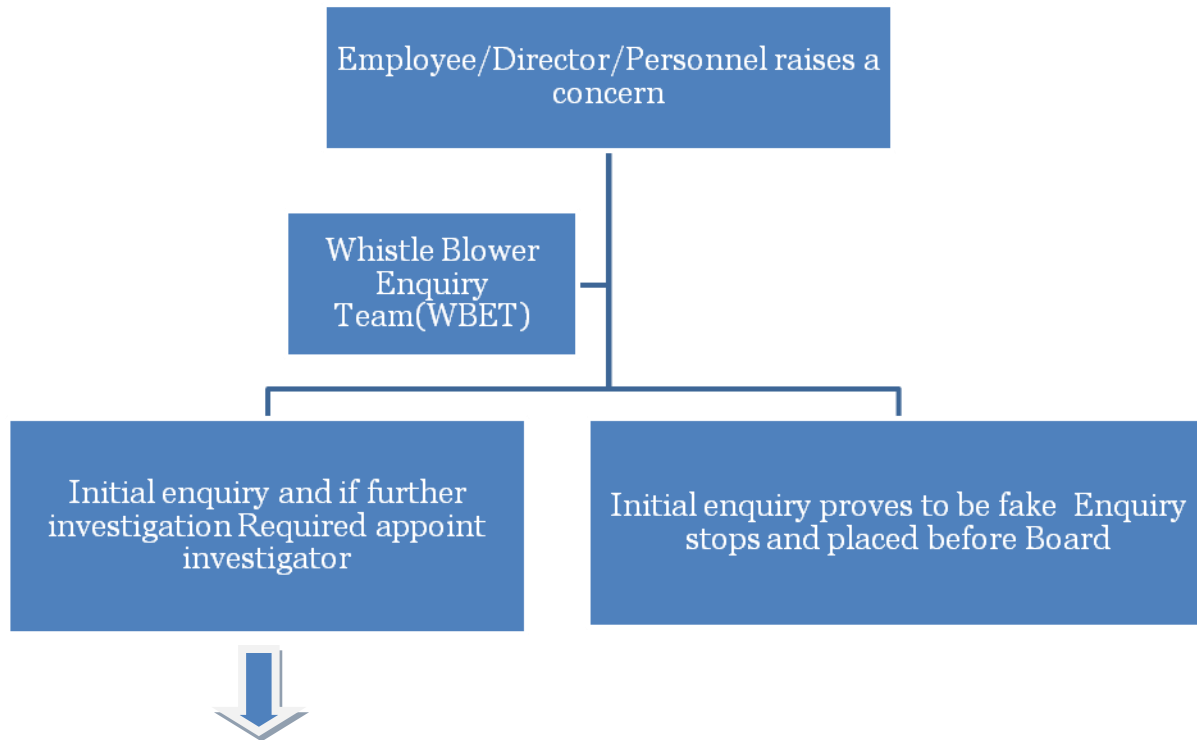 Employee/Director/Personnel raises a
concern
Whistle Blower
Enquiry
Team(WBET)
Initial enquiry and if further
investigation Required appoint
investigator
Initial enquiry proves to be fake  Enquiry
stops and placed before Board